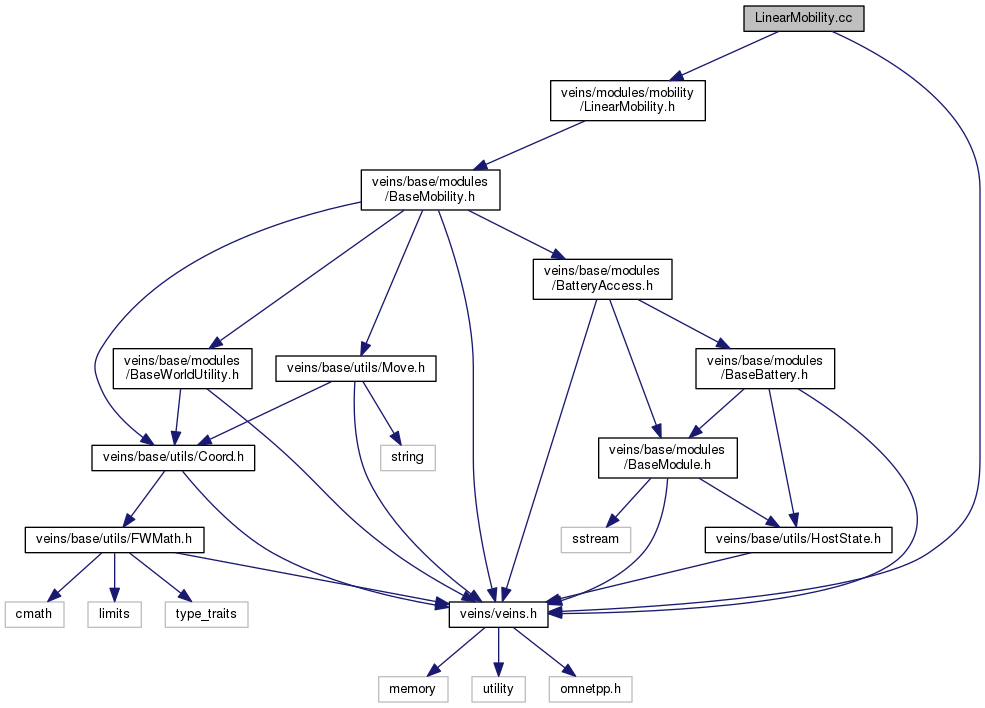 LinearMobility.cc
veins/modules/mobility
/LinearMobility.h
veins/base/modules
/BaseMobility.h
veins/base/modules
/BatteryAccess.h
veins/base/modules
/BaseWorldUtility.h
veins/base/utils/Move.h
veins/base/modules
/BaseBattery.h
veins/base/utils/Coord.h
string
veins/base/modules
/BaseModule.h
veins/base/utils/FWMath.h
sstream
veins/base/utils/HostState.h
cmath
limits
type_traits
veins/veins.h
memory
utility
omnetpp.h